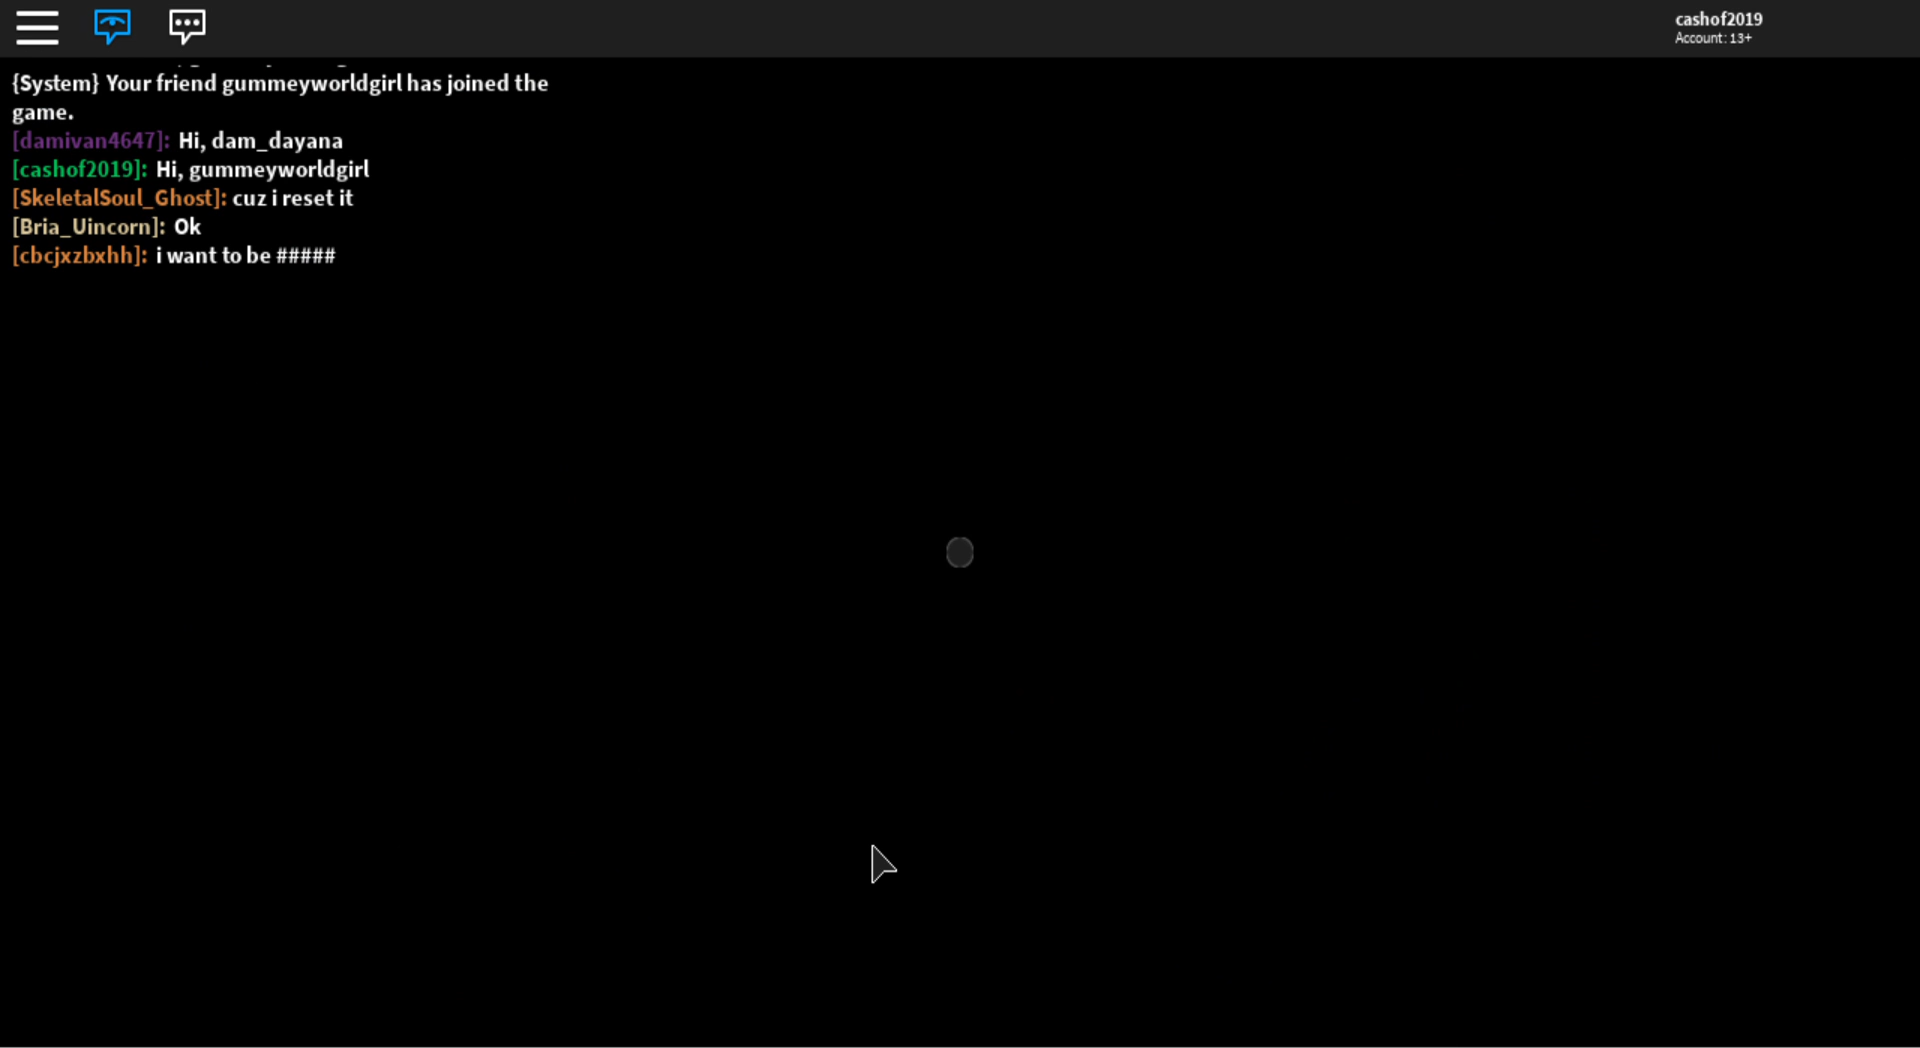 cashof2019
Account: 13+
{System} Your friend gummeyworldgirl has joined the
game.
[damivan4647]: Hi, dam_dayana
[cashof2019]: Hi, gummeyworldgirl
[SkeletalSoul_Ghost]: cuz i reset it
[Bria_Uincorn]: Ok
[cbcjxzbxhh]: i want to be #####